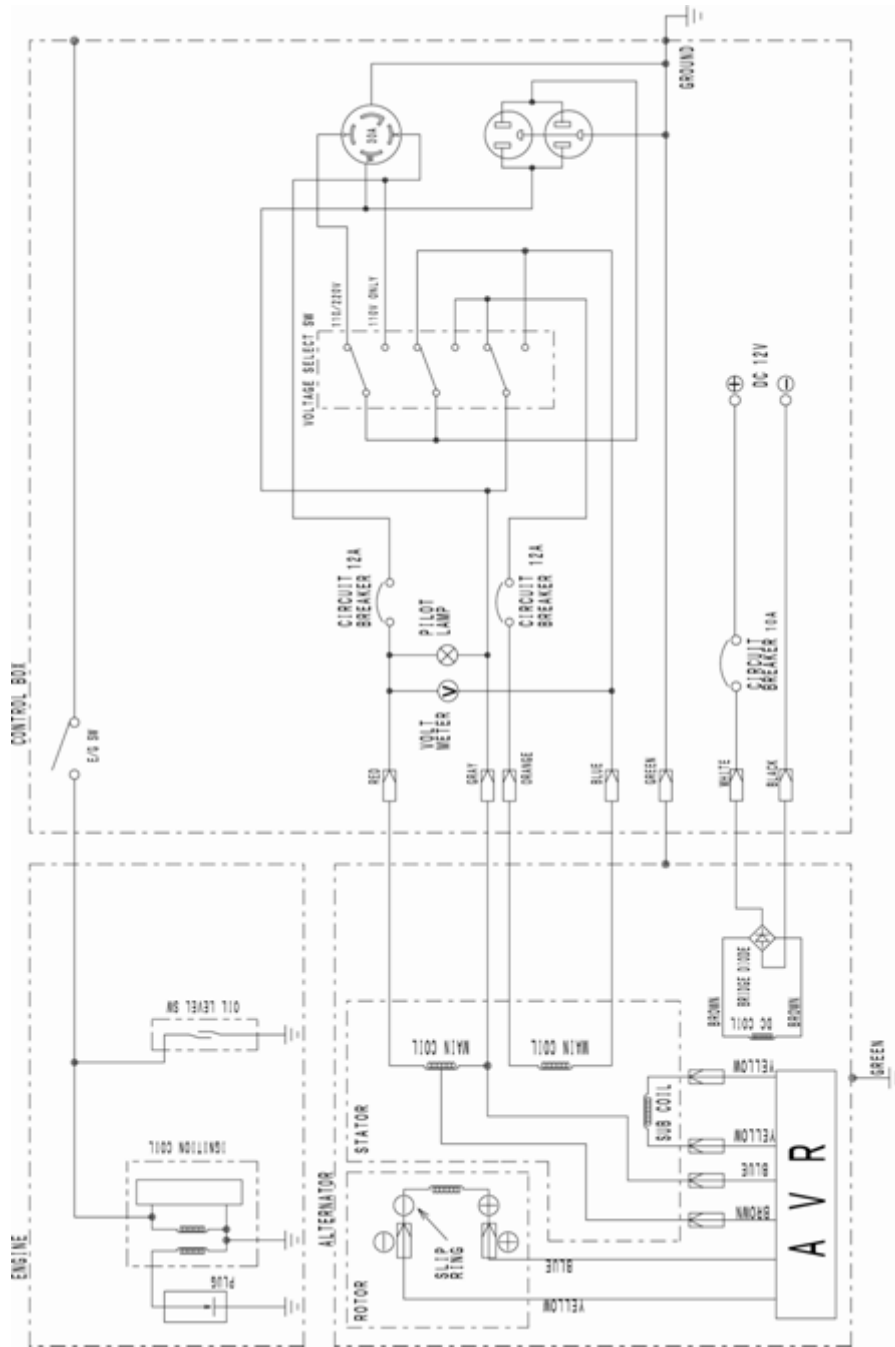 CONTROL BOX
E/G SW
GROUND
30A
110/220V
110V ONLY
VOLTAGE SELECT SW
CIRCUIT 12A
BREAKER
PILOT
LAMP
VOLT
METER
V
CIRCUIT 12A
BREAKER
CIRCUIT
BREAKER 10A
+
DC 12V
-
RED
GRAY
ORANGE
BLUE
GREEN
WHITE
BLACK
ENGINE
OIL LEVEL SW
IGNITION COIL
PLUG
ALTERNATOR
STATOR
MAIN COIL
MAIN COIL
SUB COIL
BROWN
BRIDGE DIODE
DC COIL
BROWN
ROTOR
SLIP
RING
BLUE
YELLOW
YELLOW
YELLOW
BLUE
BROWN
AVR
GREEN